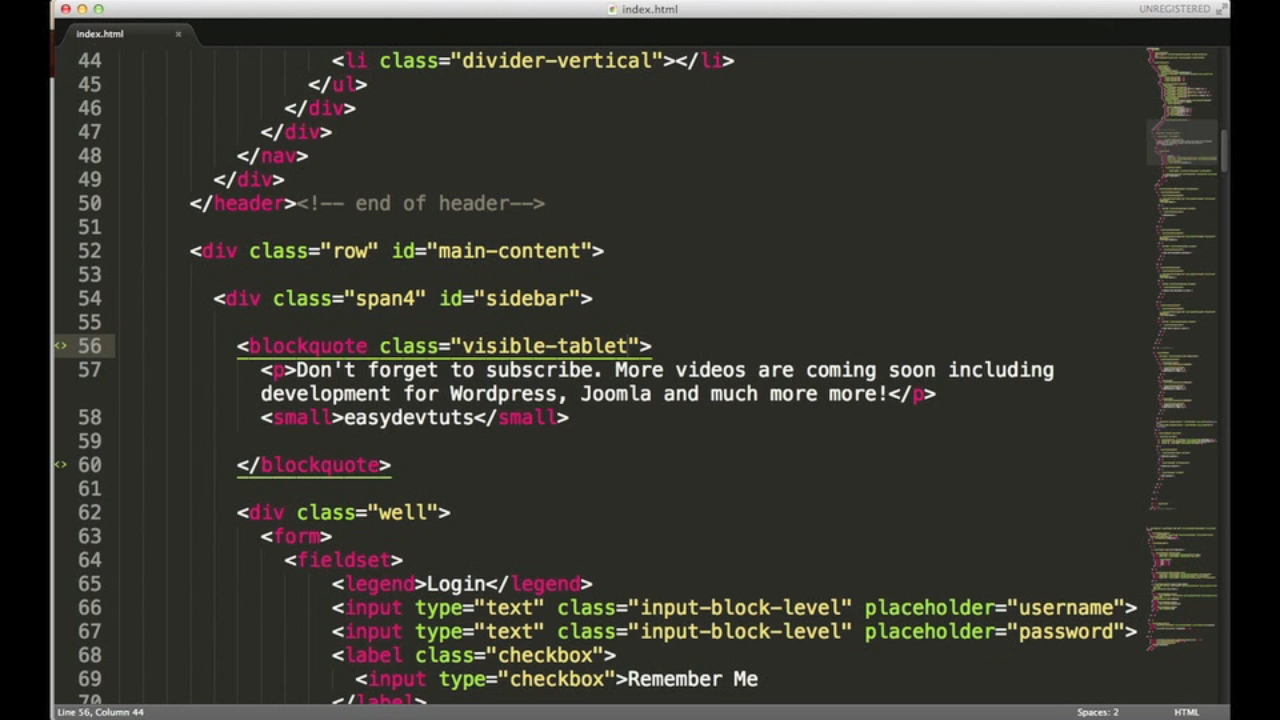 index.html
UNREGISTERED
index.html ×
44 <li class="divider-vertical"></li>
45 </ul>
46 </div>
47 </div>
48 </nav>
49 </div>
50 </header><!-- end of header-->
51
52 <div class="row" id="main-content">
53
54 <div class="span4" id="sidebar">
55
<> 56 <blockquote class="visible-tablet">
57 <p>Don't forget to subscribe. More videos are coming soon including
development for Wordpress, Joomla and much more more!</p>
58 <small>easydevtuts</small>
59
<> 60 </blockquote>
61
62 <div class="well">
63 <form>
64 <fieldset>
65 <legend>Login</legend>
66 <input type="text" class="input-block-level" placeholder="username">
67 <input type="text" class="input-block-level" placeholder="password">
68 <label class="checkbox">
69 <input type="checkbox">Remember Me
70 </label>
Line 56, Column 44
Spaces: 2
HTML